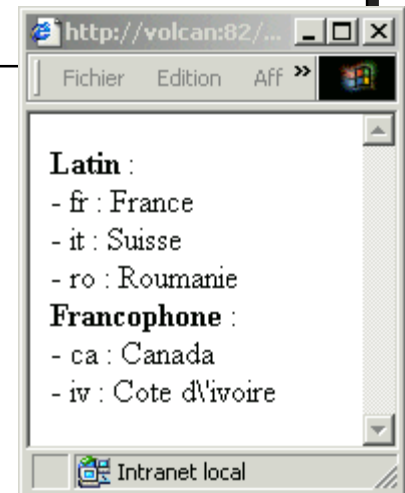 http://volcan:82/...
Fichier Edition Aff »
Latin :
- fr : France
- it : Suisse
- ro : Roumanie
Francophone :
- ca : Canada
- iv : Cote d\'ivoire
Intranet local